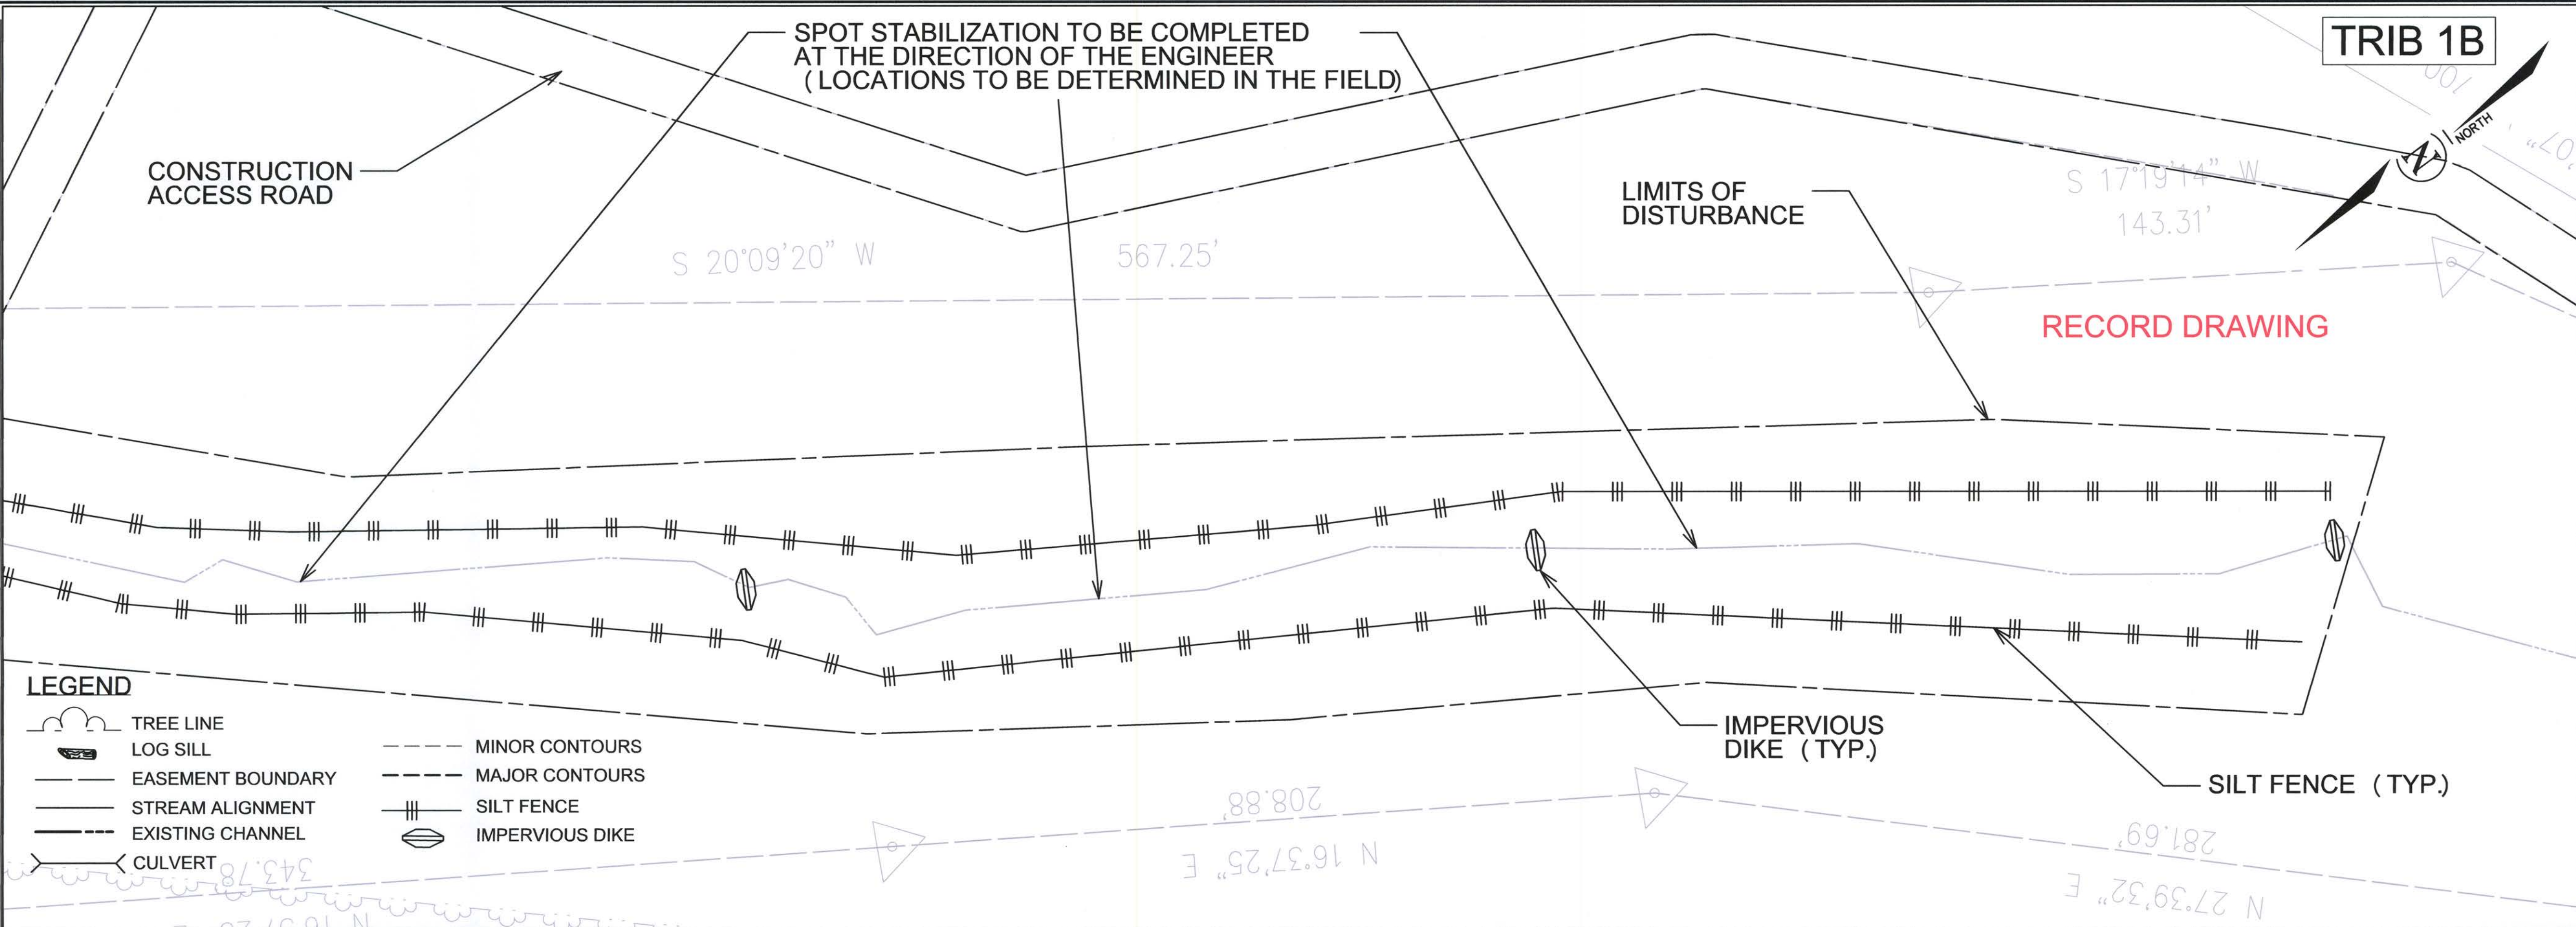 SPOT STABILIZATION TO BE COMPLETED
AT THE DIRECTION OF THE ENGINEER
( LOCATIONS TO BE DETERMINED IN THE FIELD)
TRIB 1B
NORTH
CONSTRUCTION
ACCESS ROAD
LIMITS OF
DISTURBANCE
S 17°19'14" W
143.31'
S 20°09'20" W
567.25'
RECORD DRAWING
LEGEND
TREE LINE
LOG SILL
EASEMENT BOUNDARY
STREAM ALIGNMENT
EXISTING CHANNEL
CULVERT
MINOR CONTOURS
MAJOR CONTOURS
SILT FENCE
IMPERVIOUS DIKE
IMPERVIOUS
DIKE ( TYP.)
SILT FENCE ( TYP.)
208.88'
N 16°37'25" E
281.69'
N 27°39'32" E
343.78'